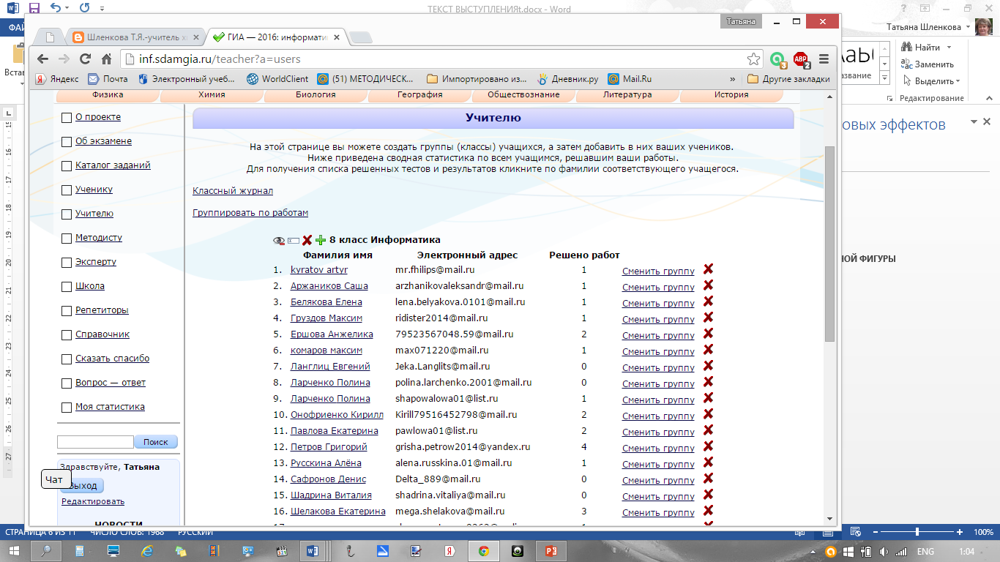 ТЕКСТ ВЫСТУПЛЕНИЯt.docx - Word
Татьяна
Шленкова Т.Я.-учитель
ГИА — 2016: информати
Татьяна Шленкова
inf.sdamgia.ru/teacher?a=users
Яндекс Почта Электронный учеб... WorldClient (51) МЕТОДИЧЕСК... Импортировано из... Дневник.ру Mail.Ru » Другие закладки
Найти
Заменить
Выделить
Редактирование
Физика Химия Биология География Обществознание Литература История
О проекте
Об экзамене
Каталог заданий
Ученику
Учителю
Методисту
Эксперту
Школа
Репетиторы
Справочник
Сказать спасибо
Вопрос — ответ
Моя статистика
Поиск
Здравствуйте, Татьяна
Чат
Выход
Редактировать
НОВОСТИ
Учителю
На этой странице вы можете создать группы (классы) учащихся, а затем добавить в них ваших учеников.
Ниже приведена сводная статистика по всем учащимся, решавшим ваши работы.
Для получения списка решенных тестов и результатов кликните по фамилии соответствующего учащегося.
Классный журнал
Группировать по работам
8 класс Информатика
Фамилия имя Электронный адрес Решено работ
1. kyratov artyr mr.fhilips@mail.ru 1 Сменить группу
2. Аржаников Саша arzhanikovaleksandr@mail.ru 1 Сменить группу
3. Белякова Елена lena.belyakova.0101@mail.ru 1 Сменить группу
4. Груздов Максим ridister2014@mail.ru 1 Сменить группу
5. Ершова Анжелика 79523567048.59@mail.ru 2 Сменить группу
6. комаров максим max071220@mail.ru 1 Сменить группу
7. Ланглиц Евгений Jeka.Langlits@mail.ru 0 Сменить группу
8. Ларченко Полина polina.larchenko.2001@mail.ru 0 Сменить группу
9. Ларченко Полина shapowalowa01@list.ru 1 Сменить группу
10. Онофриенко Кирилл Kirill79516452798@mail.ru 2 Сменить группу
11. Павлова Екатерина pawlowa01@list.ru 2 Сменить группу
12. Петров Григорий grisha.petrow2014@yandex.ru 4 Сменить группу
13. Русскина Алёна alena.russkina.01@mail.ru 1 Сменить группу
14. Сафронов Денис Delta_889@mail.ru 0 Сменить группу
15. Шадрина Виталия shadrina.vitaliya@mail.ru 0 Сменить группу
16. Шелакова Екатерина mega.shelakova@mail.ru 3 Сменить группу
овых эффектов
НОЙ ФИГУРЫ
СТРАНИЦА 6 ИЗ 11 ЧИСЛО СЛОВ: 1968 РУССКИЙ
100%
ENG 1:04